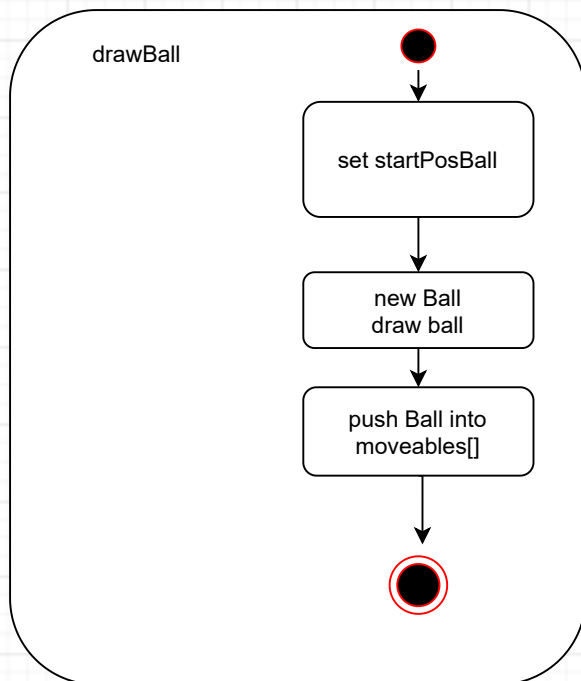 drawBall
set startPosBall
new Ball
draw ball
push Ball into
moveables[]